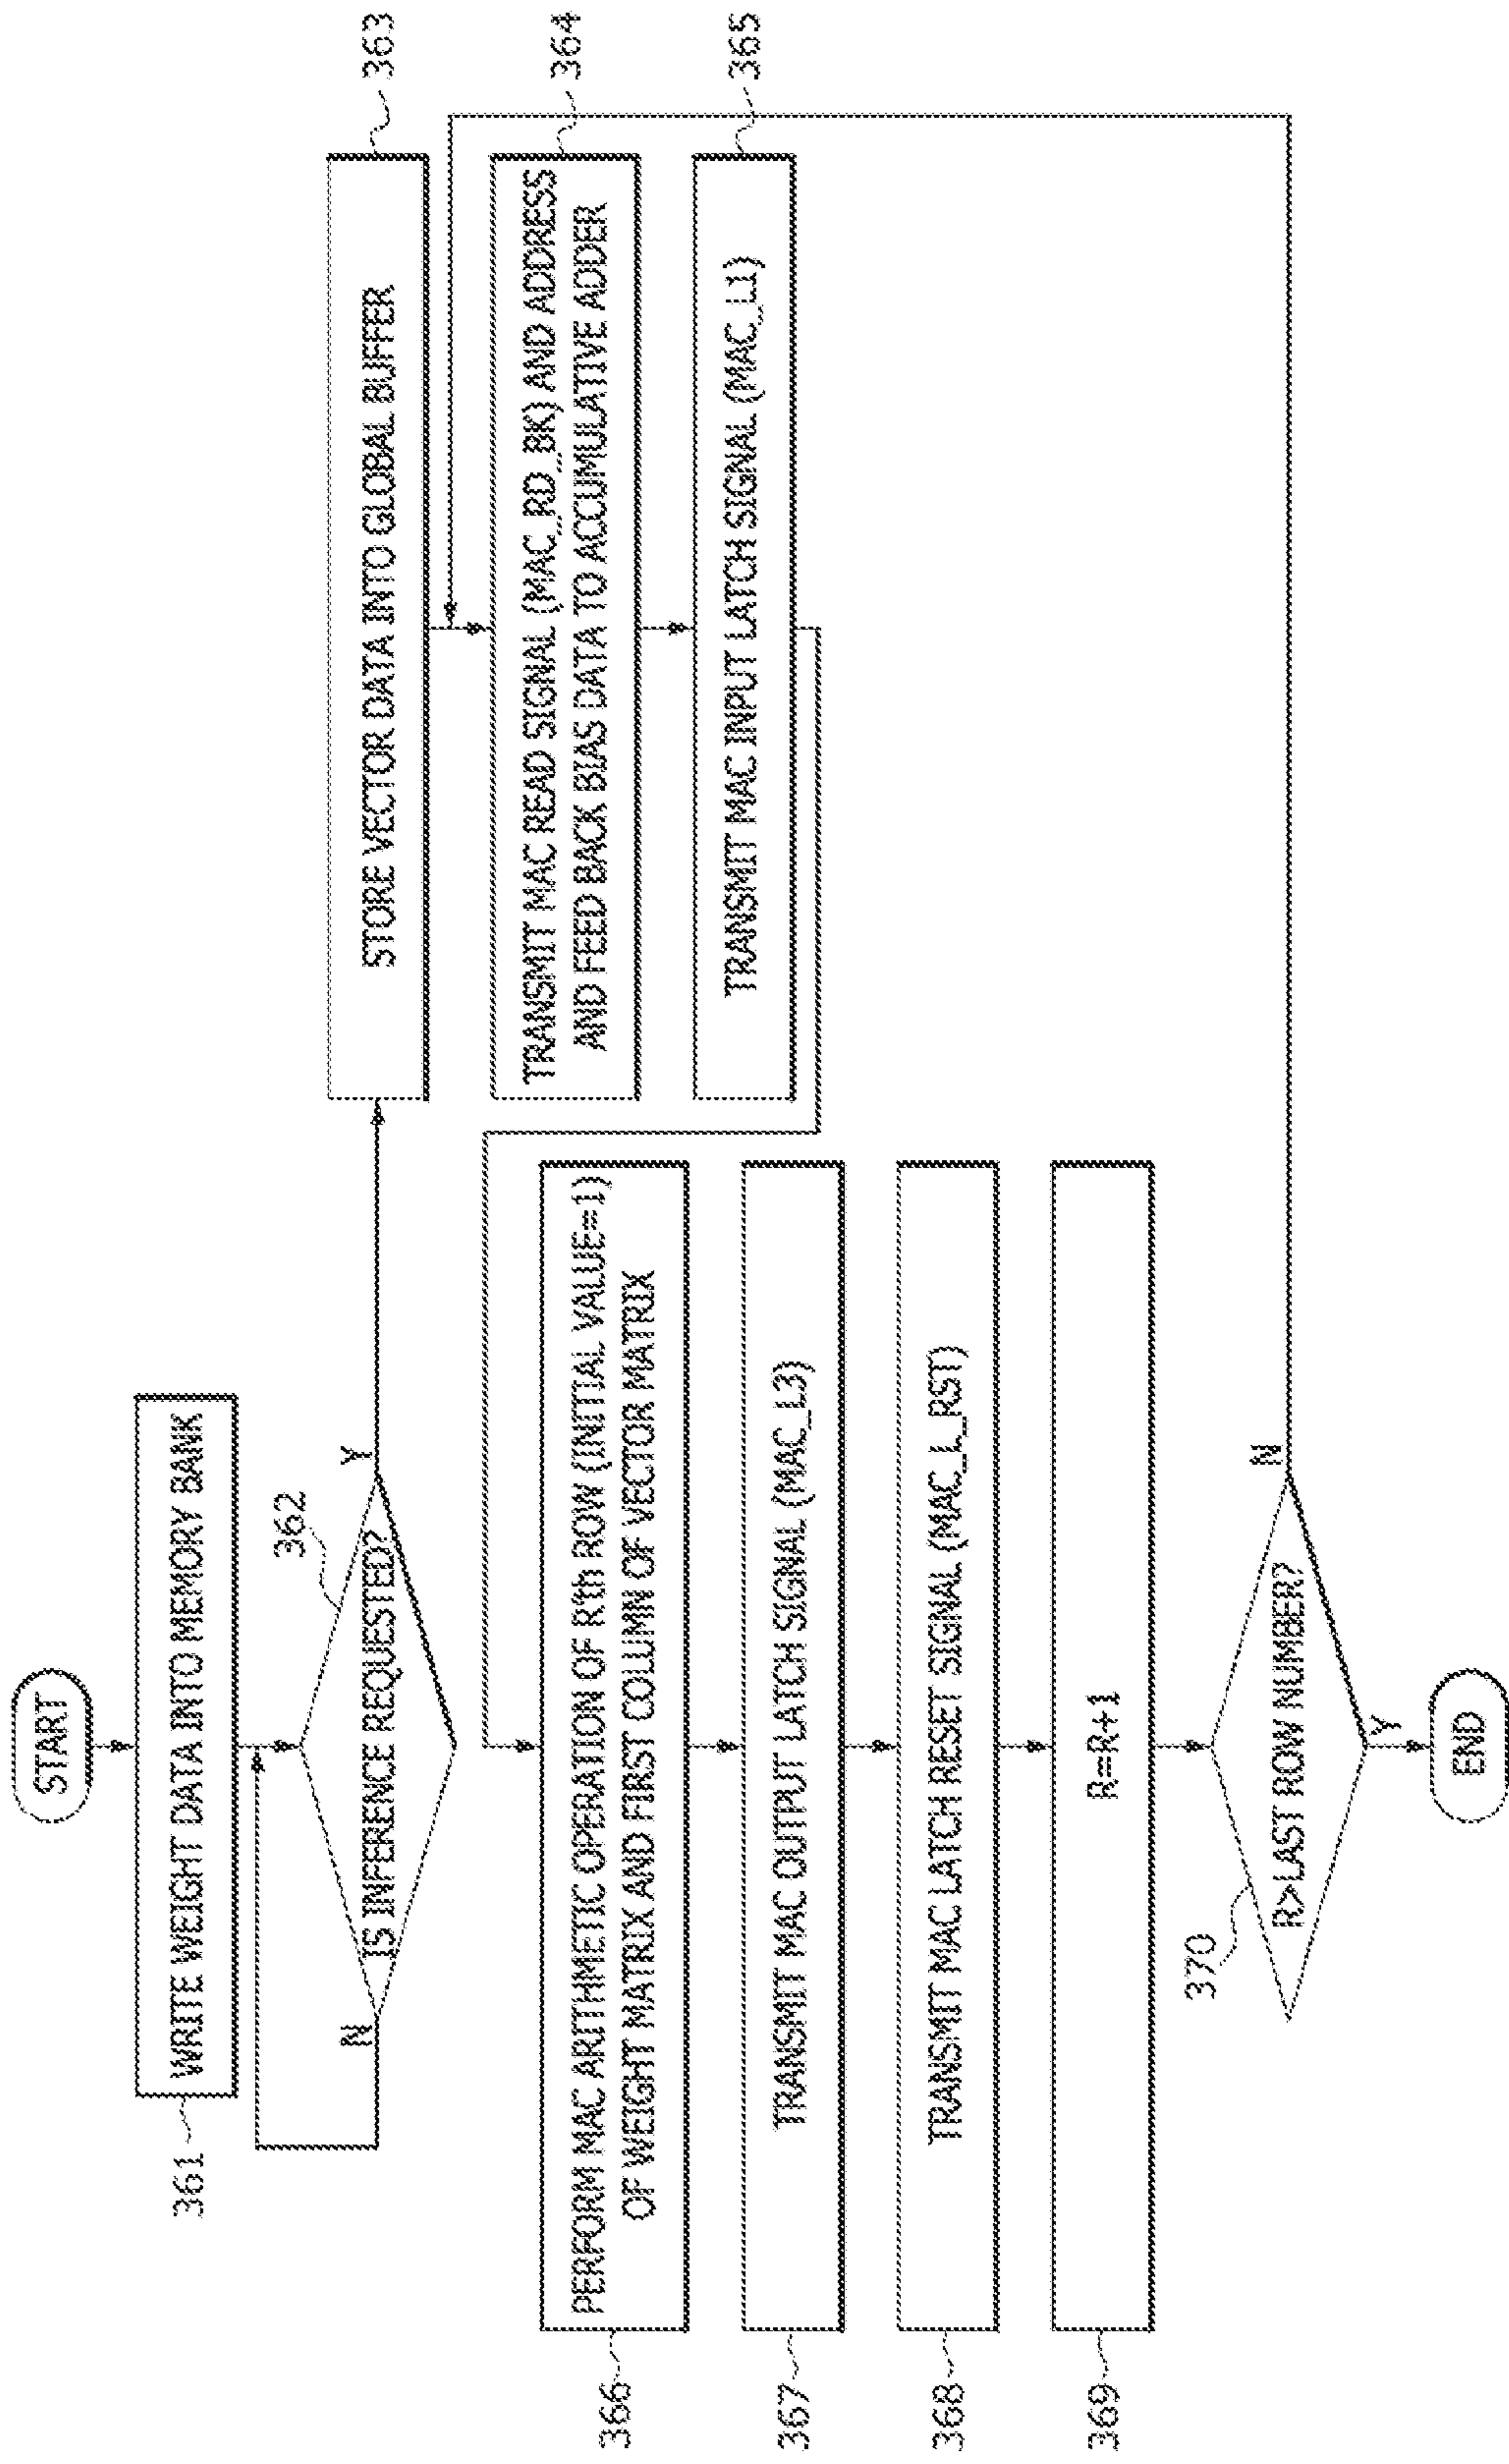 START
WRITE WEIGHT DATA INTO MEMORY BANK
361
362
IS INFERENCE REQUESTED?
Y
N
STORE VECTOR DATA INTO GLOBAL BUFFER
363
TRANSMIT MAC READ SIGNAL (MAC_RD_BK) AND ADDRESS
AND FEED BACK BIAS DATA TO ACCUMULATIVE ADDER
364
TRANSMIT MAC INPUT LATCH SIGNAL (MAC_L1)
365
PERFORM MAC ARITHMETIC OPERATION OF R'th ROW (INITIAL VALUE=1)
OF WEIGHT MATRIX AND FIRST COLUMN OF VECTOR MATRIX
366
TRANSMIT MAC OUTPUT LATCH SIGNAL (MAC_L3)
367
TRANSMIT MAC LATCH RESET SIGNAL (MAC_L_RST)
368
R=R+1
369
370
R>LAST ROW NUMBER?
N
Y
END